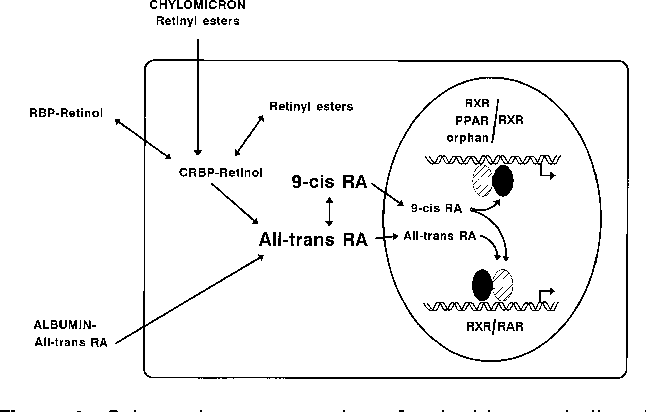 CHYLOMICRON
Retinyl esters
RBP-Retinol
Retinyl esters
CRBP-Retinol
9-cis RA
All-trans RA
ALBUMIN-
All-trans RA
RXR
PPAR
orphan
/RXR
9-cis RA
All-trans RA
RXR/RAR